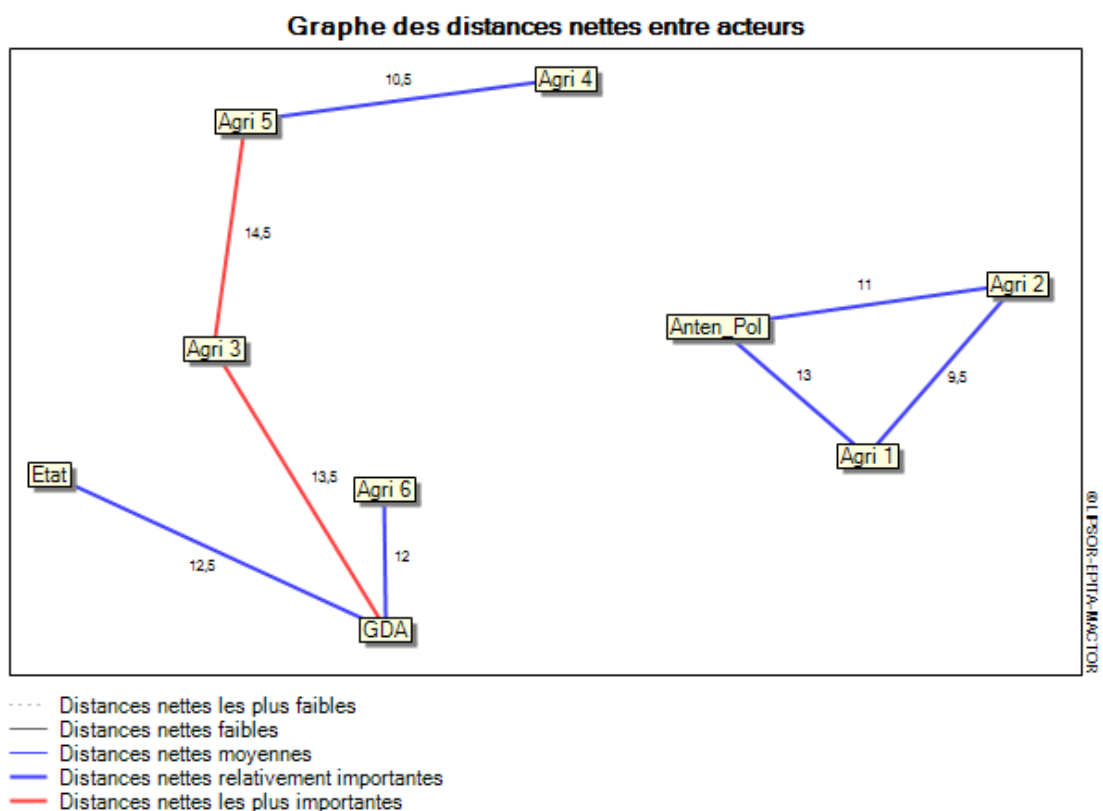 Graphe des distances nettes entre acteurs
10,5
Agri 4
Agri 5
14,5
11
Agri 2
Anten_Pol
Agri 3
13
9,5
Agri 1
Etat
13,5
Agri 6
12
12,5
GDA
@LIPSOR-EPITA-MACTOR
Distances nettes les plus faibles
Distances nettes faibles
Distances nettes moyennes
Distances nettes relativement importantes
Distances nettes les plus importantes